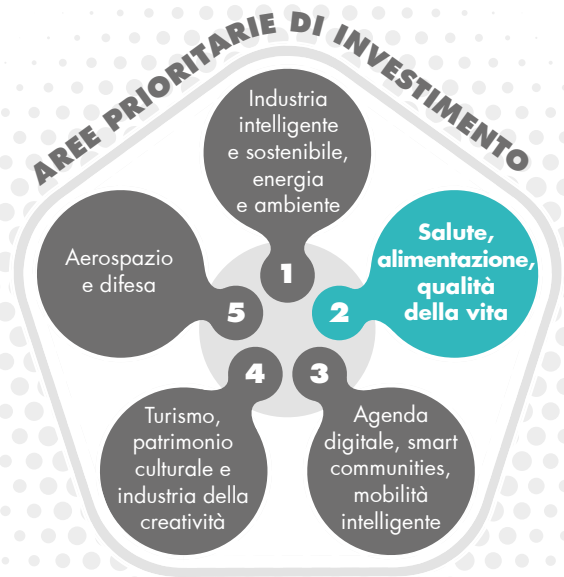 AREE PRIORITARIE DI INVESTIMENTO
Industria
intelligente
e sostenibile,
energia
e ambiente
1
Salute,
alimentazione,
qualità
della vita
2
Agenda
digitale, smart
communities,
mobilità
intelligente
3
Turismo,
patrimonio
culturale e
industria della
creatività
4
Aerospazio
e difesa
5